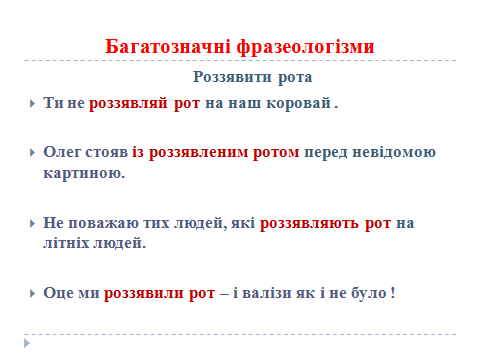 Багатозначні фразеологізми
Роззявити рота
Ти не роззявляй рот на наш коровай .
Олег стояв із роззявленим ротом перед невідомою
картиною.
Не поважаю тих людей, які роззявляють рот на
літніх людей.
Оце ми роззявили рот – і валізи як і не було !